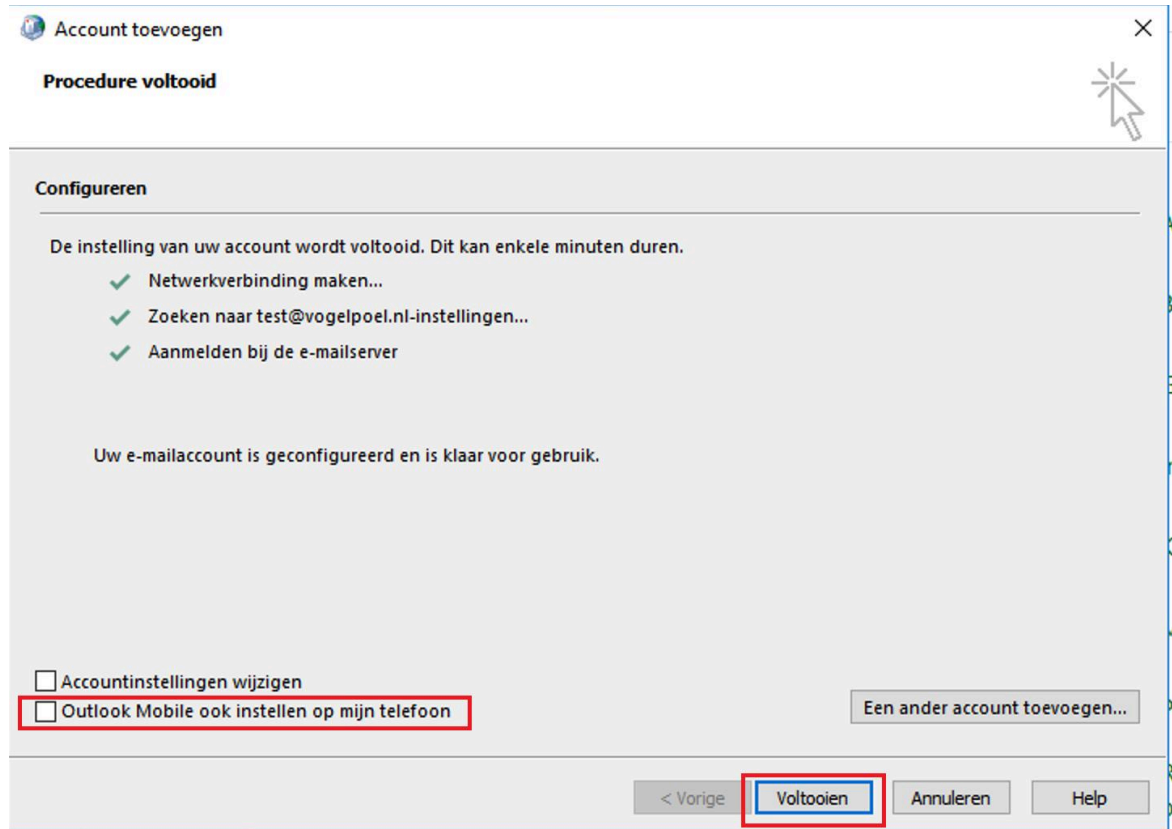 Account toevoegen
Procedure voltooid
Configureren
De instelling van uw account wordt voltooid. Dit kan enkele minuten duren.
Netwerkverbinding maken...
Zoeken naar test@vogelpoel.nl-instellingen...
Aanmelden bij de e-mailserver
Uw e-mailaccount is geconfigureerd en is klaar voor gebruik.
Accountinstellingen wijzigen
Outlook Mobile ook instellen op mijn telefoon
Een ander account toevoegen...
< Vorige Voltooien Annuleren Help